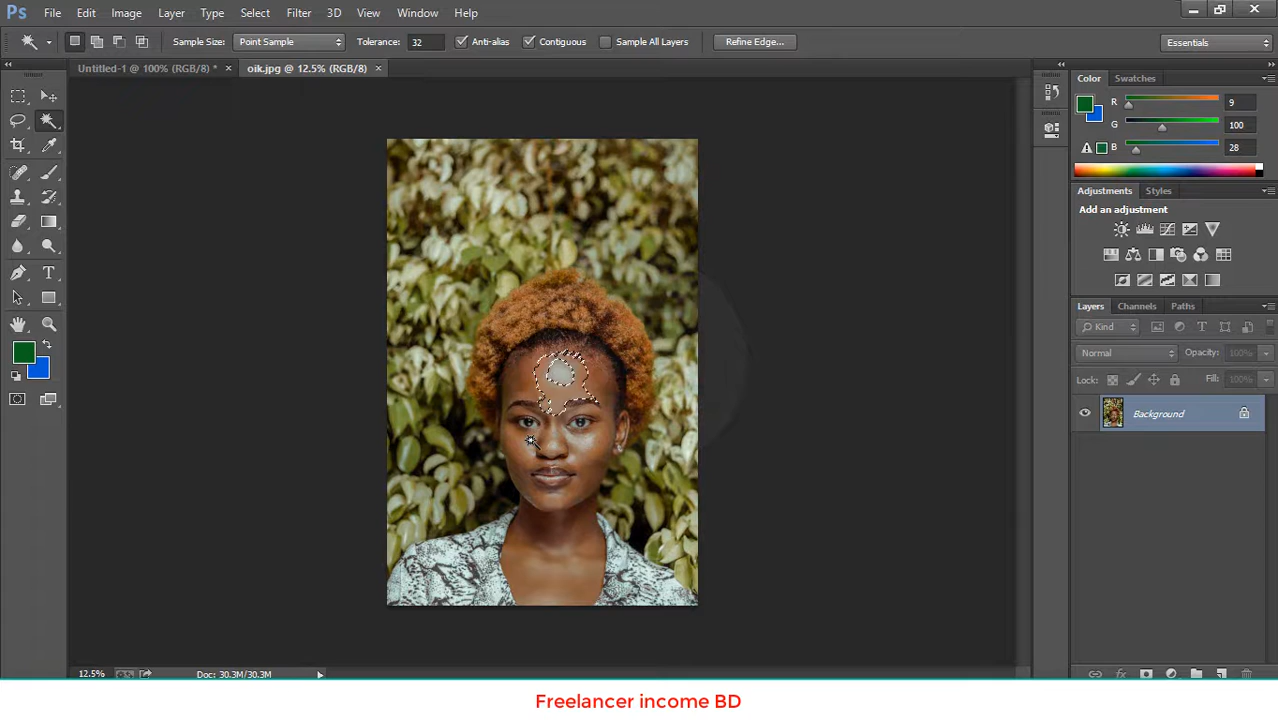 Ps File Edit Image Layer Type Select Filter 3D View Window Help
Sample Size: Point Sample Tolerance: 32 Anti-alias Contiguous Sample All Layers Refine Edge... Essentials
Untitled-1 @ 100% (RGB/8) * × oik.jpg @ 12.5% (RGB/8) ×
Color Swatches
R 9
G 100
B 28
Adjustments Styles
Add an adjustment
Layers Channels Paths
Kind
Normal Opacity: 100%
Lock: Fill: 100%
Background
12.5% Doc: 30.3M/30.3M
Freelancer income BD